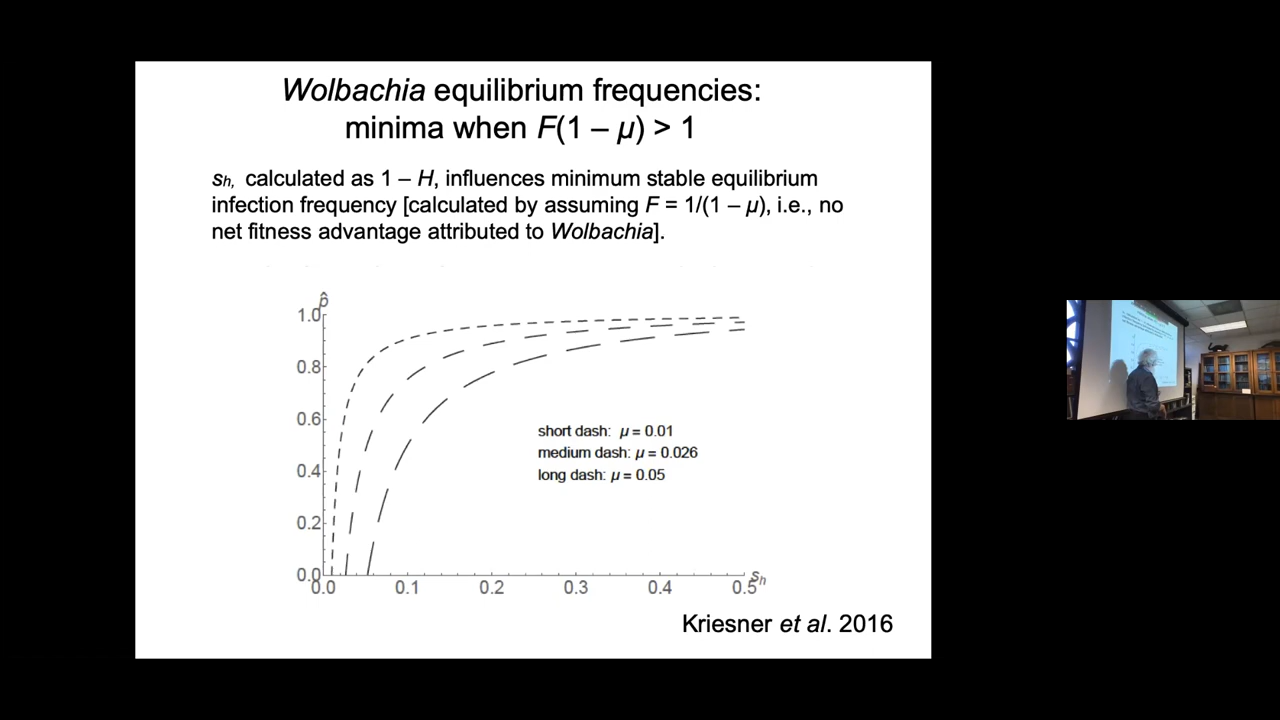 Wolbachia equilibrium frequencies:
minima when F(1 – μ) > 1
sh, calculated as 1 – H, influences minimum stable equilibrium
infection frequency [calculated by assuming F = 1/(1 – μ), i.e., no
net fitness advantage attributed to Wolbachia].
p̂
1.0
0.8
0.6
0.4
0.2
0.0
short dash: μ = 0.01
medium dash: μ = 0.026
long dash: μ = 0.05
0.0 0.1 0.2 0.3 0.4 0.5 sh
Kriesner et al. 2016